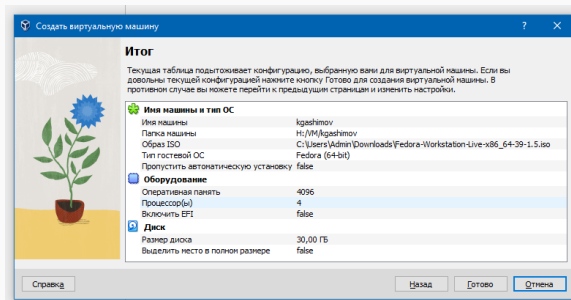 Создать виртуальную машину
Итог
Текущая таблица подытоживает конфигурацию, выбранную вами для виртуальной машины. Если вы
довольны текущей конфигурацией нажмите кнопку Готово для создания виртуальной машины. В
противном случае вы можете перейти к предыдущим страницам и изменить настройки.
Имя машины и тип ОС
Имя машины kgashimov
Папка машины H:/VM/kgashimov
Образ ISO C:\Users\Admin\Downloads\Fedora-Workstation-Live-x86_64-39-1.5.iso
Тип гостевой ОС Fedora (64-bit)
Пропустить автоматическую установку false
Оборудование
Оперативная память 4096
Процессор(ы) 4
Включить EFI false
Диск
Размер диска 30,00 ГБ
Выделить место в полном размере false
Справка Назад Готово Отмена